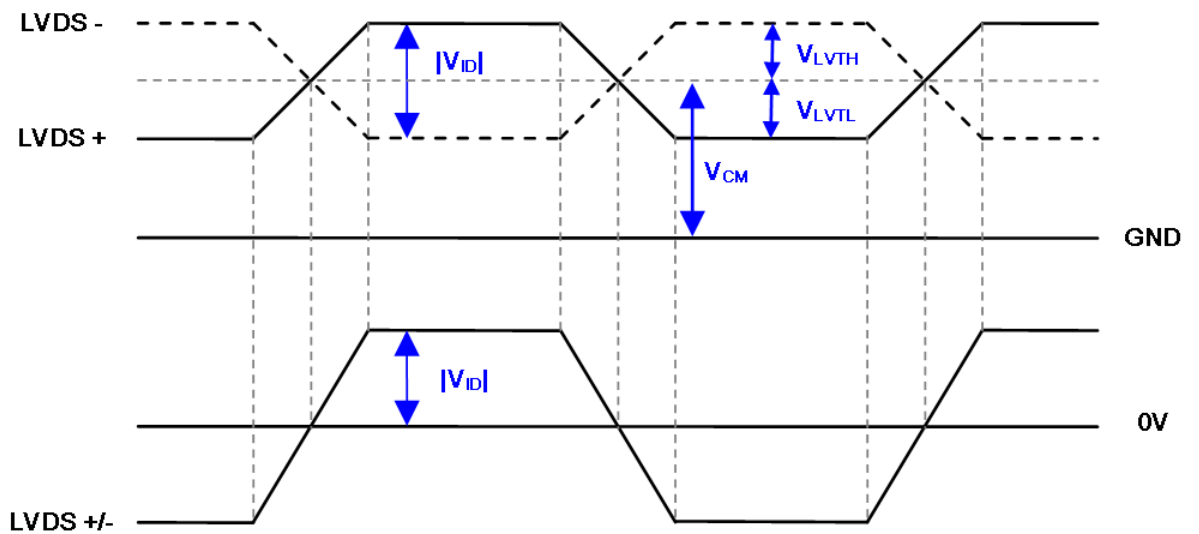 LVDS -
|VID|
VLVTH
LVDS +
VLVTL
VCM
GND
|VID|
0V
LVDS +/-